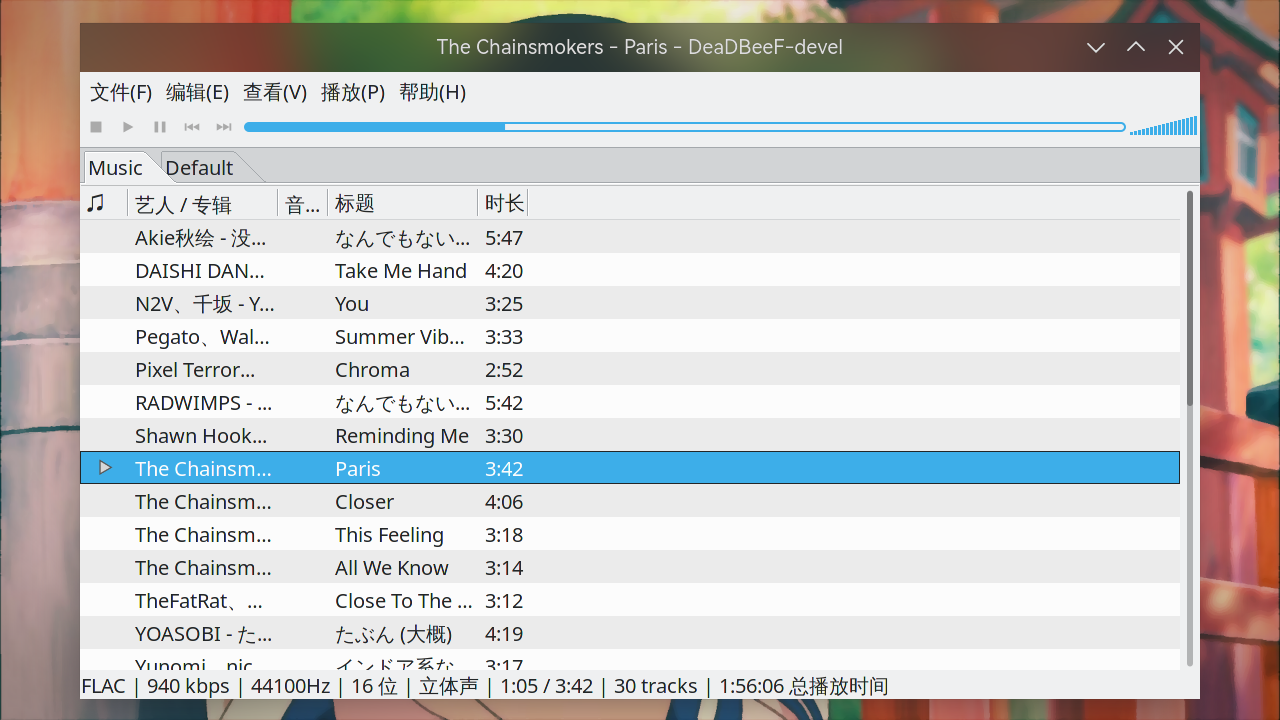 The Chainsmokers - Paris - DeaDBeeF-devel
文件(F) 编辑(E) 查看(V) 播放(P) 帮助(H)
Music Default
艺人 / 专辑 音... 标题 时长
Akie秋绘 - 没... なんでもない... 5:47
DAISHI DAN... Take Me Hand 4:20
N2V、千坂 - Y... You 3:25
Pegato、Wal... Summer Vib... 3:33
Pixel Terror... Chroma 2:52
RADWIMPS - ... なんでもない... 5:42
Shawn Hook... Reminding Me 3:30
The Chainsm... Paris 3:42
The Chainsm... Closer 4:06
The Chainsm... This Feeling 3:18
The Chainsm... All We Know 3:14
TheFatRat、... Close To The ... 3:12
YOASOBI - た... たぶん (大概) 4:19
Yunomi、nic... インドア系な... 3:17
FLAC | 940 kbps | 44100Hz | 16 位 | 立体声 | 1:05 / 3:42 | 30 tracks | 1:56:06 总播放时间